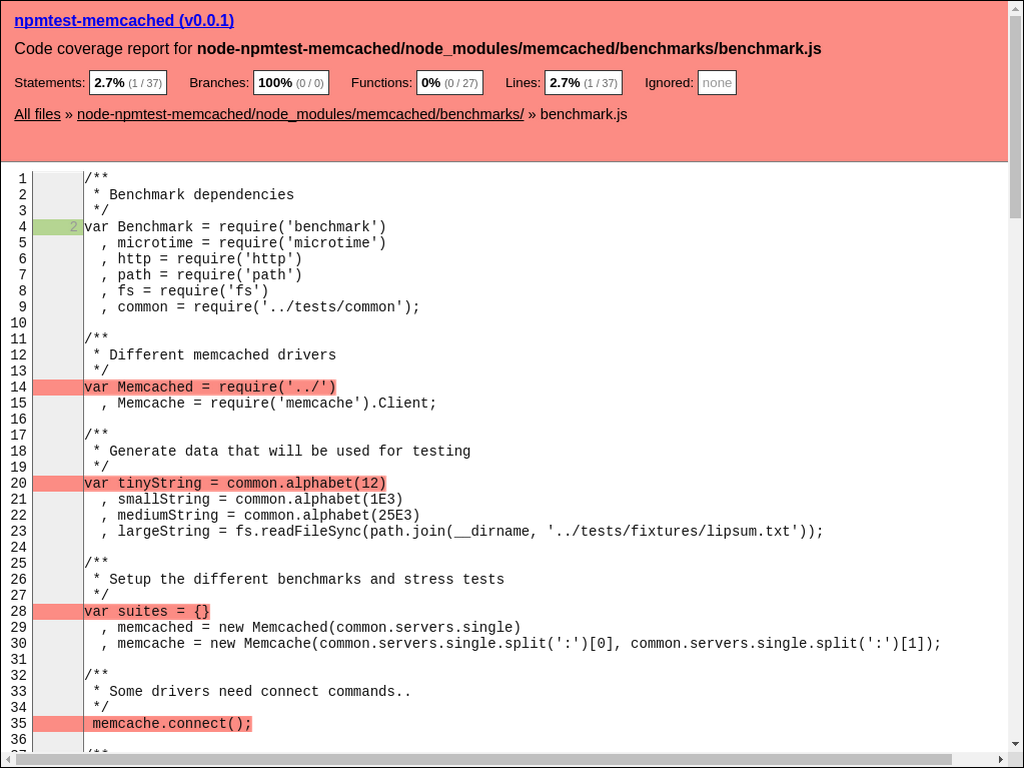 npmtest-memcached (v0.0.1)
Code coverage report for node-npmtest-memcached/node_modules/memcached/benchmarks/benchmark.js
Statements: 2.7% (1 / 37) Branches: 100% (0 / 0) Functions: 0% (0 / 27) Lines: 2.7% (1 / 37) Ignored: none
All files » node-npmtest-memcached/node_modules/memcached/benchmarks/ » benchmark.js
1 /**
2  * Benchmark dependencies
3  */
4 2 var Benchmark = require('benchmark')
5   , microtime = require('microtime')
6   , http = require('http')
7   , path = require('path')
8   , fs = require('fs')
9   , common = require('../tests/common');
10
11 /**
12  * Different memcached drivers
13  */
14 var Memcached = require('../')
15   , Memcache = require('memcache').Client;
16
17 /**
18  * Generate data that will be used for testing
19  */
20 var tinyString = common.alphabet(12)
21   , smallString = common.alphabet(1E3)
22   , mediumString = common.alphabet(25E3)
23   , largeString = fs.readFileSync(path.join(__dirname, '../tests/fixtures/lipsum.txt'));
24
25 /**
26  * Setup the different benchmarks and stress tests
27  */
28 var suites = {}
29   , memcached = new Memcached(common.servers.single)
30   , memcache = new Memcache(common.servers.single.split(':')[0], common.servers.single.split(':')[1]);
31
32 /**
33  * Some drivers need connect commands..
34  */
35  memcache.connect();
36